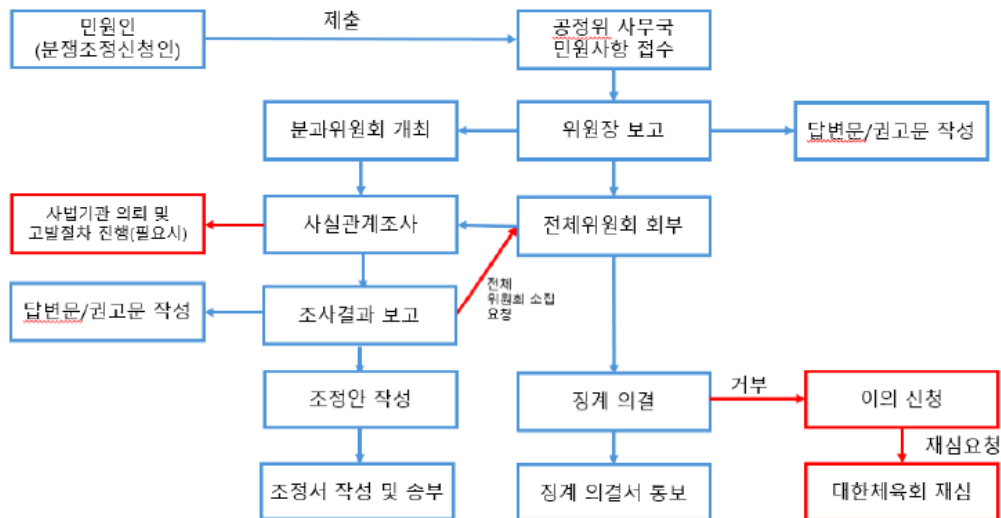 민원인
(분쟁조정신청인)
제출
공정위 사무국
민원사항 접수
분과위원회 개최
위원장 보고
답변문/권고문 작성
사법기관 의뢰 및
고발절차 진행(필요시)
사실관계조사
전체위원회 회부
전체
위원회 소집
요청
답변문/권고문 작성
조사결과 보고
조정안 작성
징계 의결
거부
이의 신청
재심요청
조정서 작성 및 송부
징계 의결서 통보
대한체육회 재심